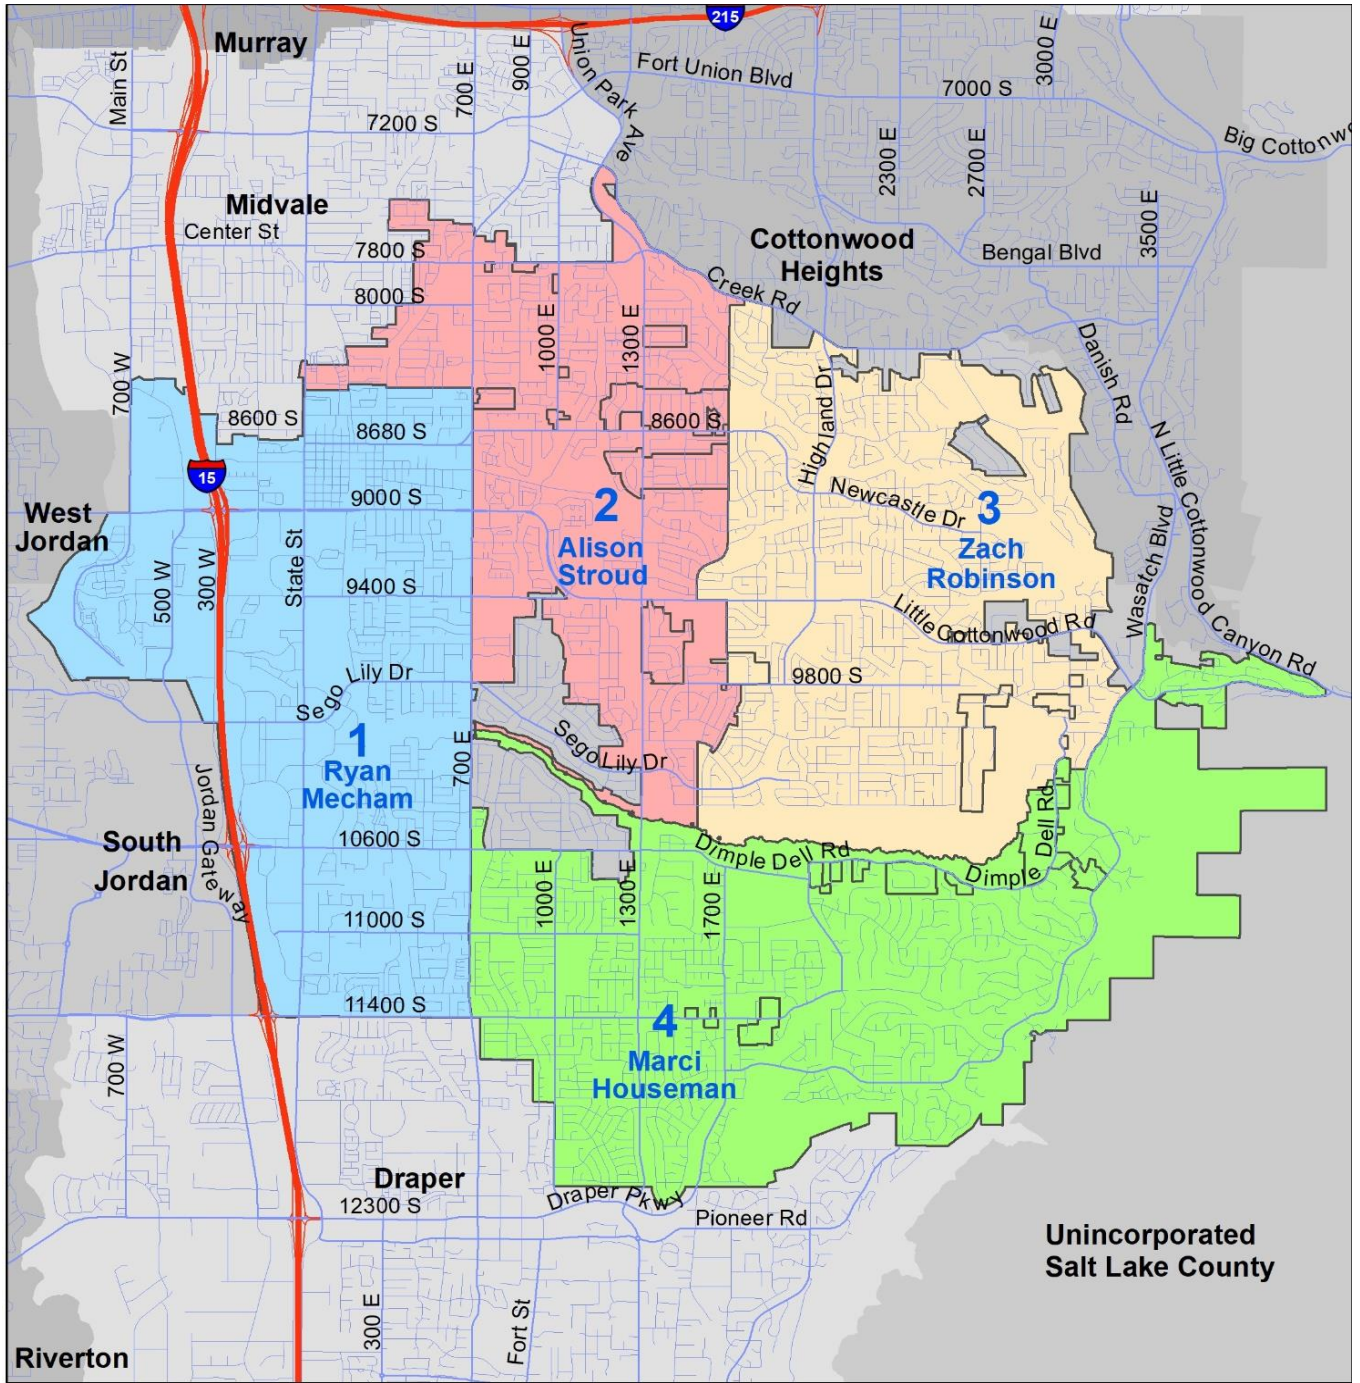 215
Murray
Main St
700 E
900 E
Union Park Ave
Fort Union Blvd
3000 E
7000 S
7200 S
2300 E
2700 E
Big Cottonw
Midvale
Center St
7800 S
3500 E
Cottonwood
Heights
Bengal Blvd
8000 S
Creek Rd
1000 E
1300 E
Danish Rd
700 W
Highland Dr
8600 S
8680 S
8600 S
N Little Cottonwood Canyon Rd
15
9000 S
Newcastle Dr
West
Jordan
2
Alison
Stroud
3
Zach
Robinson
Wasatch Blvd
500 W
300 W
State St
9400 S
Little Cottonwood Rd
Sego Lily Dr
9800 S
1
Ryan
Mecham
700 E
Sego Lily Dr
Jordan Gateway
South
Jordan
10600 S
Dimple Dell Rd
Dimple Dell Rd
1000 E
1300 E
1700 E
11000 S
11400 S
4
Marci
Houseman
700 W
Draper
12300 S
Draper Pkwy
Pioneer Rd
Unincorporated
Salt Lake County
300 E
Fort St
Riverton